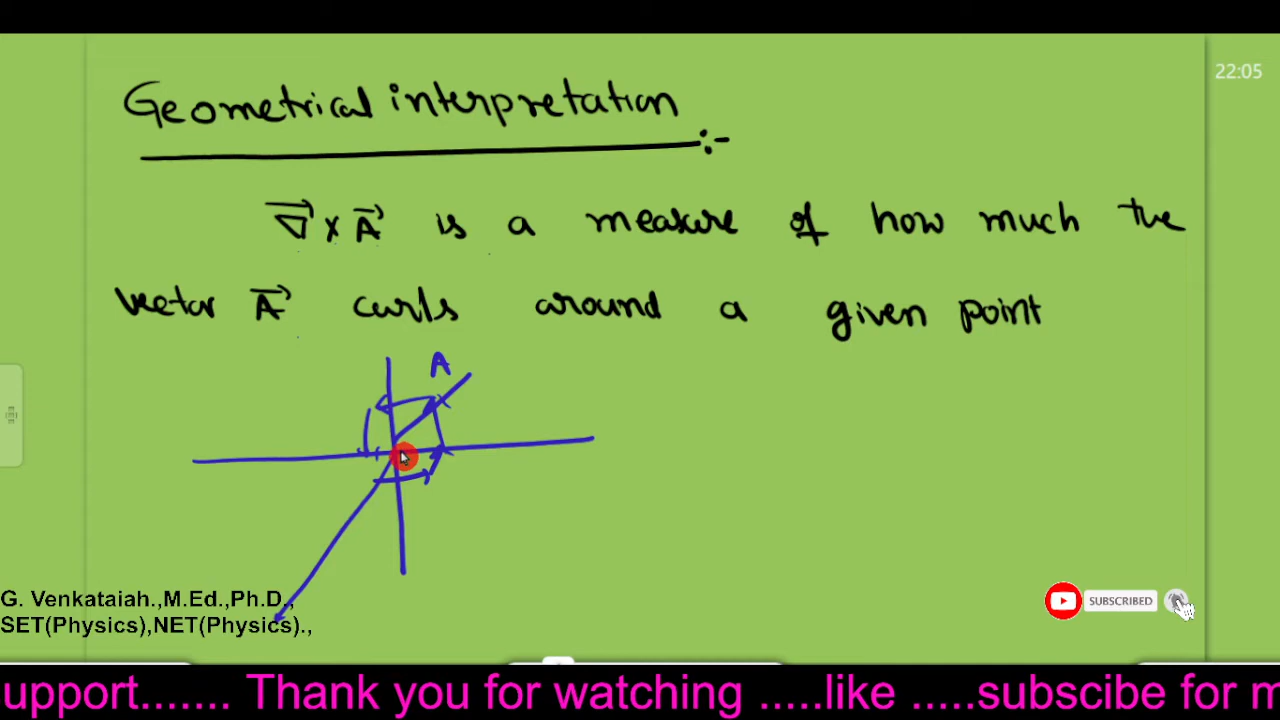 22:05
Geometrical interpretation :-
∇⃗ × A⃗ is a measure of how much the
vector A⃗ curls around a given point
A
G. Venkataiah.,M.Ed.,Ph.D.,
SET(Physics),NET(Physics).,
SUBSCRIBED
upport....... Thank you for watching .....like .....subscibe for m